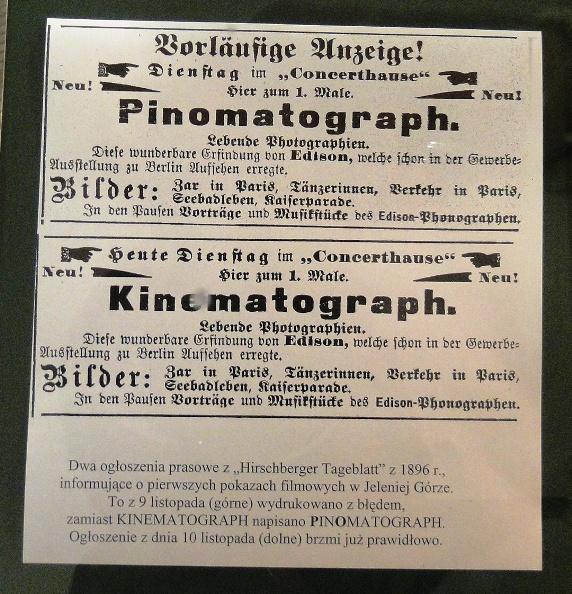 Vorläufige Anzeige!
Dienstag im „Concerthause“
Neu! Hier zum 1. Male. Neu!
Pinomatograph.
Lebende Photographien.
Diese wunderbare Erfindung von Edison, welche schon in der Gewerbe-
Ausstellung zu Berlin Aufsehen erregte.
Bilder: Zar in Paris, Tänzerinnen, Verkehr in Paris,
Seebadleben, Kaiserparade.
In den Pausen Vorträge und Musikstücke des Edison-Phonographen.
Heute Dienstag im „Concerthause“
Neu! Hier zum 1. Male. Neu!
Kinematograph.
Lebende Photographien.
Diese wunderbare Erfindung von Edison, welche schon in der Gewerbe-
Ausstellung zu Berlin Aufsehen erregte.
Bilder: Zar in Paris, Tänzerinnen, Verkehr in Paris,
Seebadleben, Kaiserparade.
In den Pausen Vorträge und Musikstücke des Edison-Phonographen.
Dwa ogłoszenia prasowe z „Hirschberger Tageblatt” z 1896 r.,
informujące o pierwszych pokazach filmowych w Jeleniej Górze.
To z 9 listopada (górne) wydrukowano z błędem,
zamiast KINEMATOGRAPH napisano PINOMATOGRAPH.
Ogłoszenie z dnia 10 listopada (dolne) brzmi już prawidłowo.